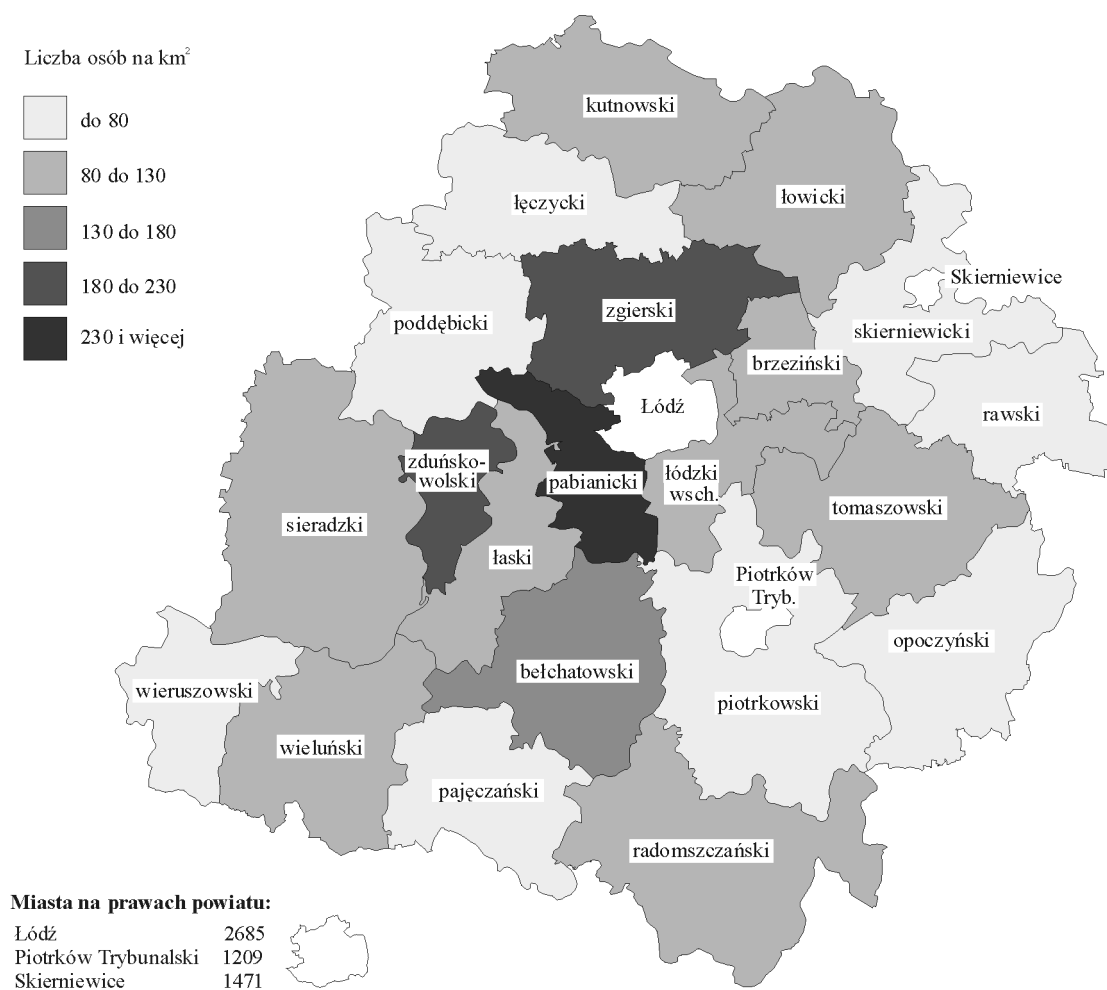 Liczba osób na km²
do 80
80 do 130
130 do 180
180 do 230
230 i więcej
kutnowski
łęczycki
łowicki
Skierniewice
zgierski
poddębicki
skierniewicki
brzeziński
Łódź
rawski
zduńsko-
wolski
pabianicki
łódzki
wsch.
tomaszowski
sieradzki
łaski
Piotrków
Tryb.
opoczyński
bełchatowski
wieruszowski
piotrkowski
wieluński
pajęczański
radomszczański
Miasta na prawach powiatu:
Łódź 2685
Piotrków Trybunalski 1209
Skierniewice 1471